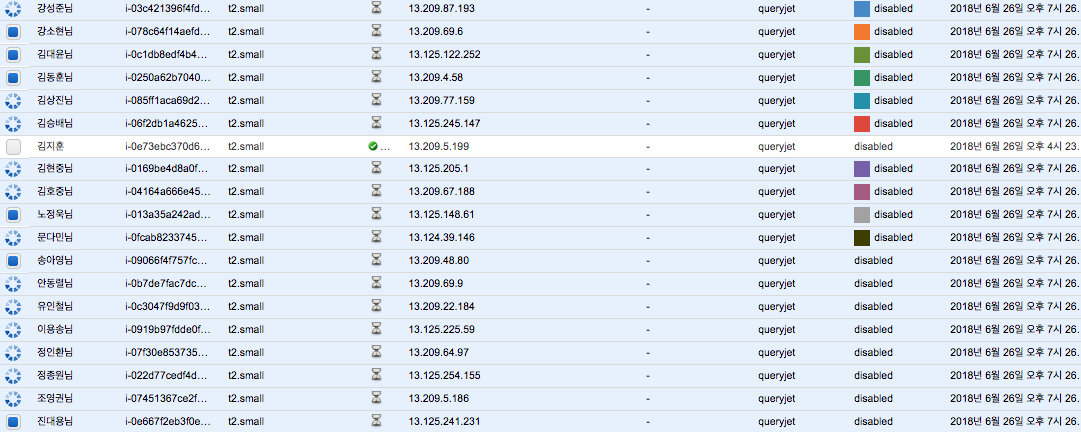 강성준님 i-03c421396f4fd... t2.small 13.209.87.193 - queryjet disabled 2018년 6월 26일 오후 7시 26.
강소현님 i-078c64f14aefd... t2.small 13.209.69.6 - queryjet disabled 2018년 6월 26일 오후 7시 26.
김대윤님 i-0c1db8edf4b4... t2.small 13.125.122.252 - queryjet disabled 2018년 6월 26일 오후 7시 26.
김동훈님 i-0250a62b7040... t2.small 13.209.4.58 - queryjet disabled 2018년 6월 26일 오후 7시 26.
김상진님 i-085ff1aca69d2... t2.small 13.209.77.159 - queryjet disabled 2018년 6월 26일 오후 7시 26.
김승배님 i-06f2db1a4625... t2.small 13.125.245.147 - queryjet disabled 2018년 6월 26일 오후 7시 26.
김지훈 i-0e73ebc370d6... t2.small ... 13.209.5.199 - queryjet disabled 2018년 6월 26일 오후 4시 23.
김현중님 i-0169be4d8a0f... t2.small 13.125.205.1 - queryjet disabled 2018년 6월 26일 오후 7시 26.
김호중님 i-04164a666e45... t2.small 13.209.67.188 - queryjet disabled 2018년 6월 26일 오후 7시 26.
노정욱님 i-013a35a242ad... t2.small 13.125.148.61 - queryjet disabled 2018년 6월 26일 오후 7시 26.
문다민님 i-0fcab8233745... t2.small 13.124.39.146 - queryjet disabled 2018년 6월 26일 오후 7시 26.
송아영님 i-09066f4f757fc... t2.small 13.209.48.80 - queryjet disabled 2018년 6월 26일 오후 7시 26.
안동렬님 i-0b7de7fac7dc... t2.small 13.209.69.9 - queryjet disabled 2018년 6월 26일 오후 7시 26.
유인철님 i-0c3047f9d9f03... t2.small 13.209.22.184 - queryjet disabled 2018년 6월 26일 오후 7시 26.
이용송님 i-0919b97fdde0f... t2.small 13.125.225.59 - queryjet disabled 2018년 6월 26일 오후 7시 26.
정인환님 i-07f30e853735... t2.small 13.209.64.97 - queryjet disabled 2018년 6월 26일 오후 7시 26.
정종원님 i-022d77cedf4d... t2.small 13.125.254.155 - queryjet disabled 2018년 6월 26일 오후 7시 26.
조영권님 i-07451367ce2f... t2.small 13.209.5.186 - queryjet disabled 2018년 6월 26일 오후 7시 26.
진대용님 i-0e667f2eb3f0e... t2.small 13.125.241.231 - queryjet disabled 2018년 6월 26일 오후 7시 26.